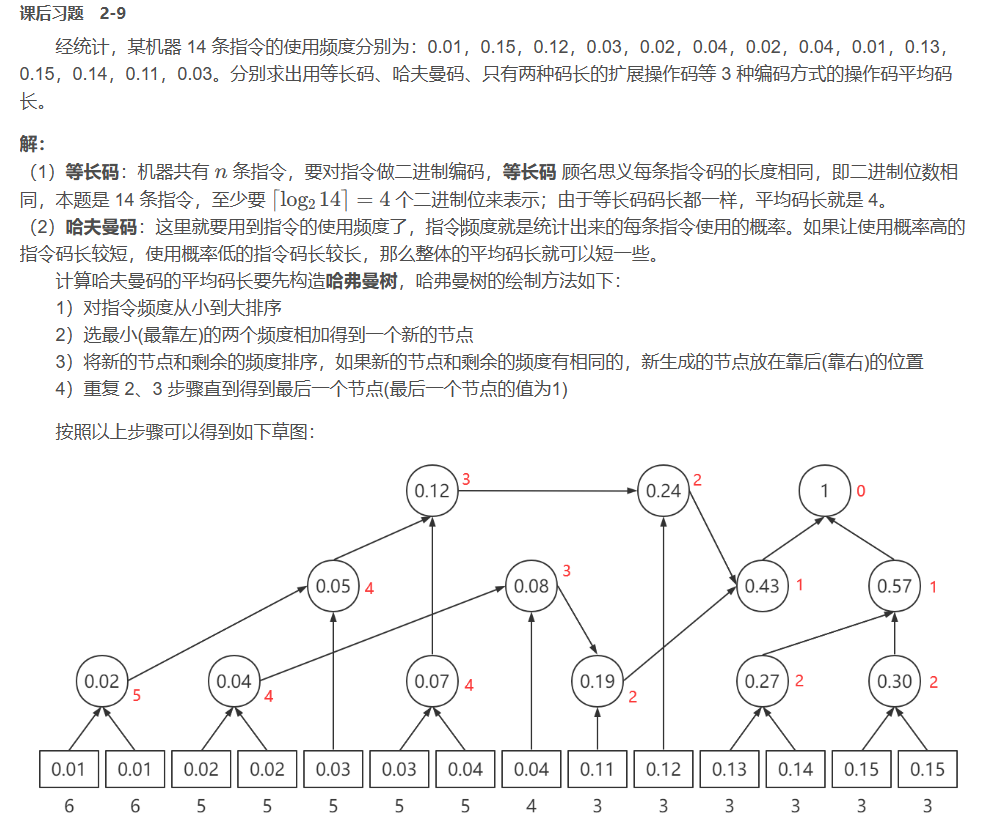 课后习题 2-9
经统计，某机器 14 条指令的使用频度分别为：0.01，0.15，0.12，0.03，0.02，0.04，0.02，0.04，0.01，0.13，
0.15，0.14，0.11，0.03。分别求出用等长码、哈夫曼码、只有两种码长的扩展操作码等 3 种编码方式的操作码平均码
长。
解：
（1）等长码：机器共有 n 条指令，要对指令做二进制编码，等长码 顾名思义每条指令码的长度相同，即二进制位数相
同，本题是 14 条指令，至少要 ⌈log₂ 14⌉ = 4 个二进制位来表示；由于等长码码长都一样，平均码长就是 4。
（2）哈夫曼码：这里就要用到指令的使用频度了，指令频度就是统计出来的每条指令使用的概率。如果让使用概率高的
指令码长较短，使用概率低的指令码长较长，那么整体的平均码长就可以短一些。
计算哈夫曼码的平均码长要先构造哈弗曼树，哈弗曼树的绘制方法如下：
1）对指令频度从小到大排序
2）选最小(最靠左)的两个频度相加得到一个新的节点
3）将新的节点和剩余的频度排序，如果新的节点和剩余的频度有相同的，新生成的节点放在靠后(靠右)的位置
4）重复 2、3 步骤直到得到最后一个节点(最后一个节点的值为1)
按照以上步骤可以得到如下草图：
0.12 3 0.24 2 1 0
0.05 4 0.08 3 0.43 1 0.57 1
0.02 5 0.04 4 0.07 4 0.19 2 0.27 2 0.30 2
0.01 0.01 0.02 0.02 0.03 0.03 0.04 0.04 0.11 0.12 0.13 0.14 0.15 0.15
6 6 5 5 5 5 5 4 3 3 3 3 3 3